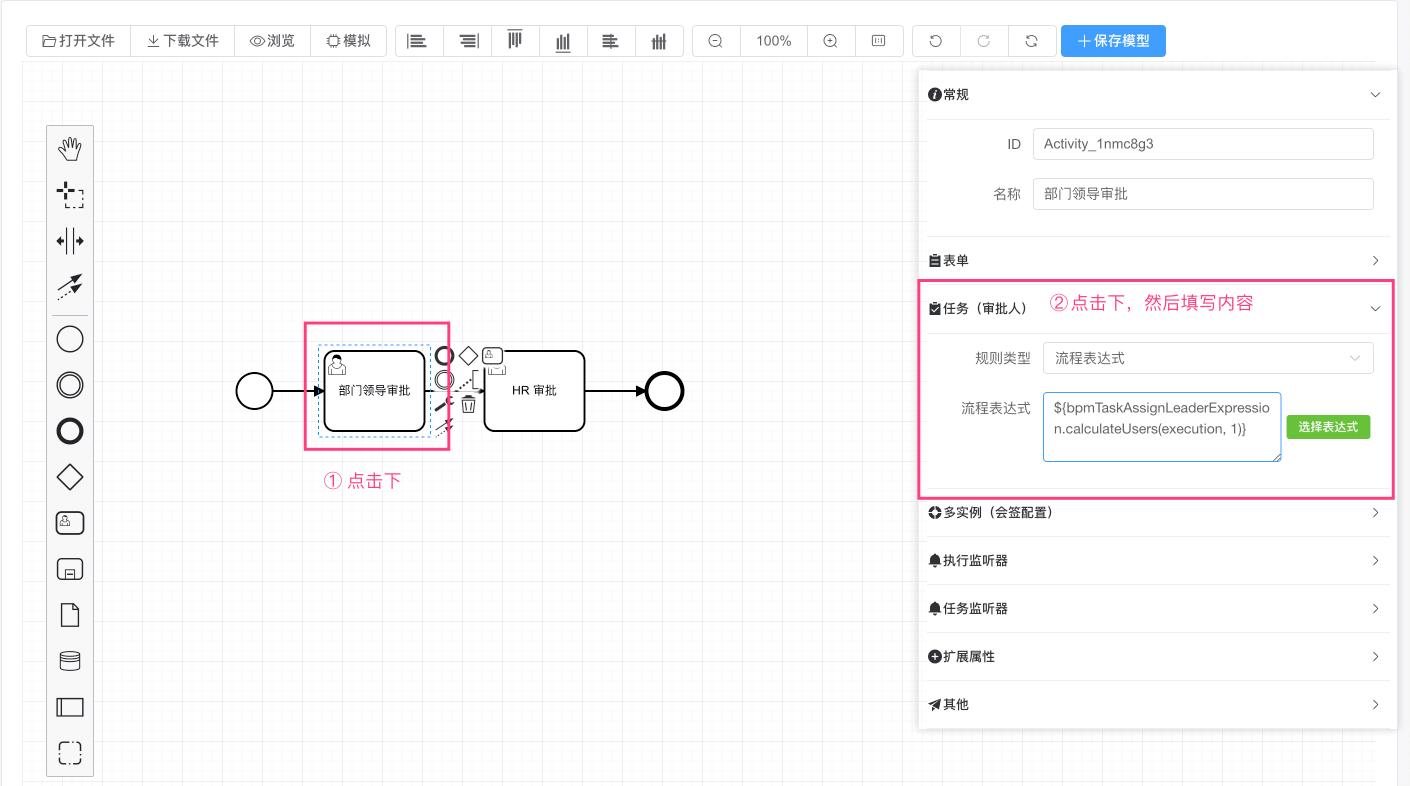 打开文件 下载文件 浏览 模拟 100% 保存模型
常规
ID Activity_1nmc8g3
名称 部门领导审批
表单
任务（审批人） ②点击下，然后填写内容
规则类型 流程表达式
流程表达式 ${bpmTaskAssignLeaderExpressio
n.calculateUsers(execution, 1)}
选择表达式
多实例（会签配置）
执行监听器
任务监听器
扩展属性
其他
部门领导审批 HR 审批
① 点击下